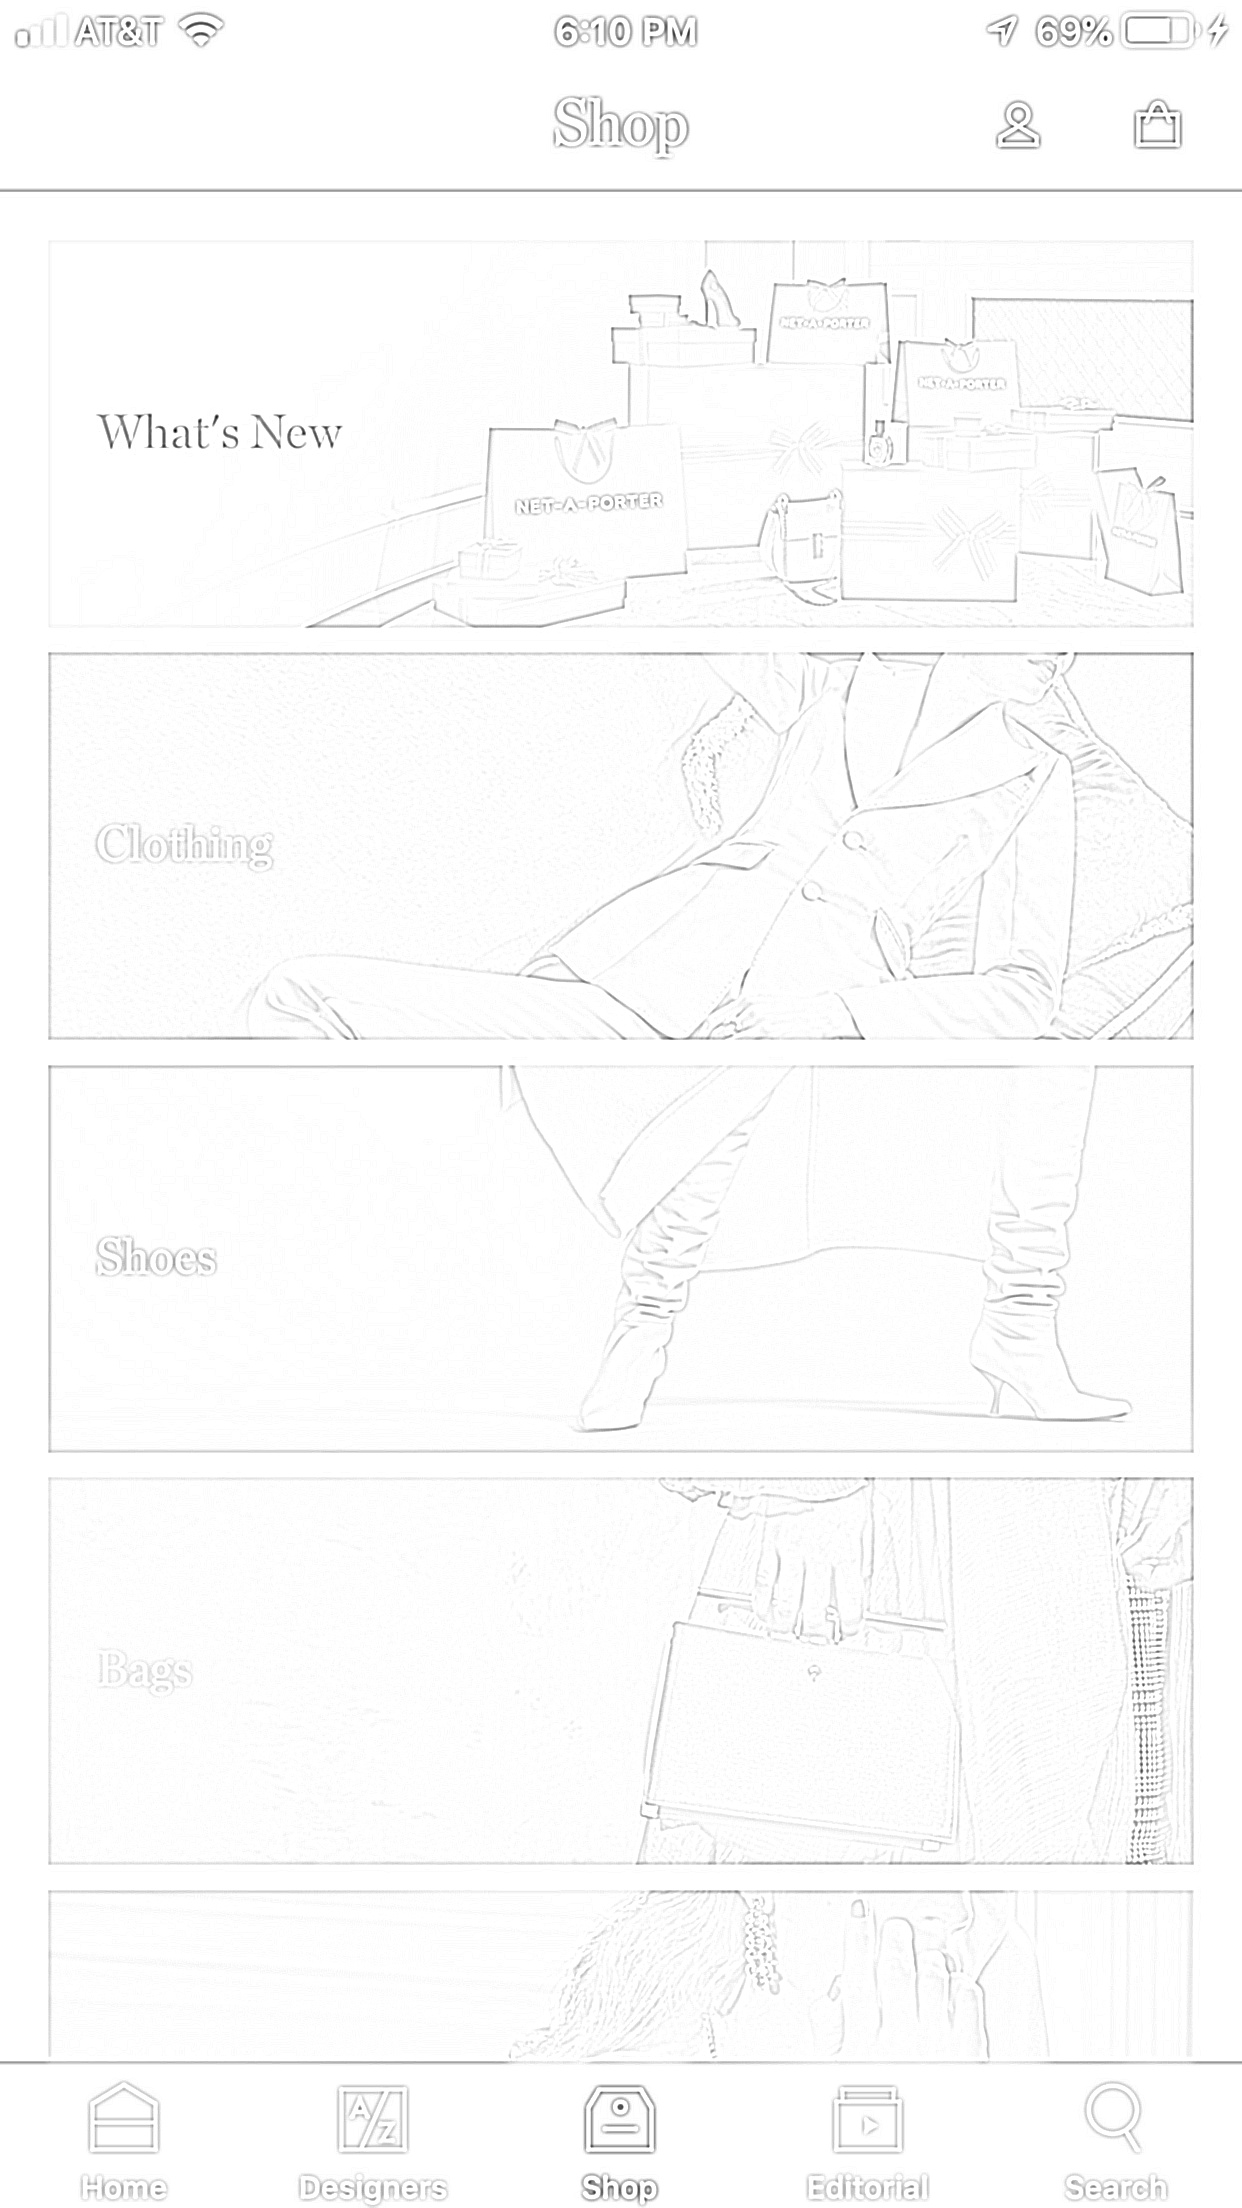 AT&T 6:10 PM 69%
Shop
NET-A-PORTER
NET-A-PORTER
What's New
NET-A-PORTER
Clothing
Shoes
Bags
A/Z
Home Designers Shop Editorial Search